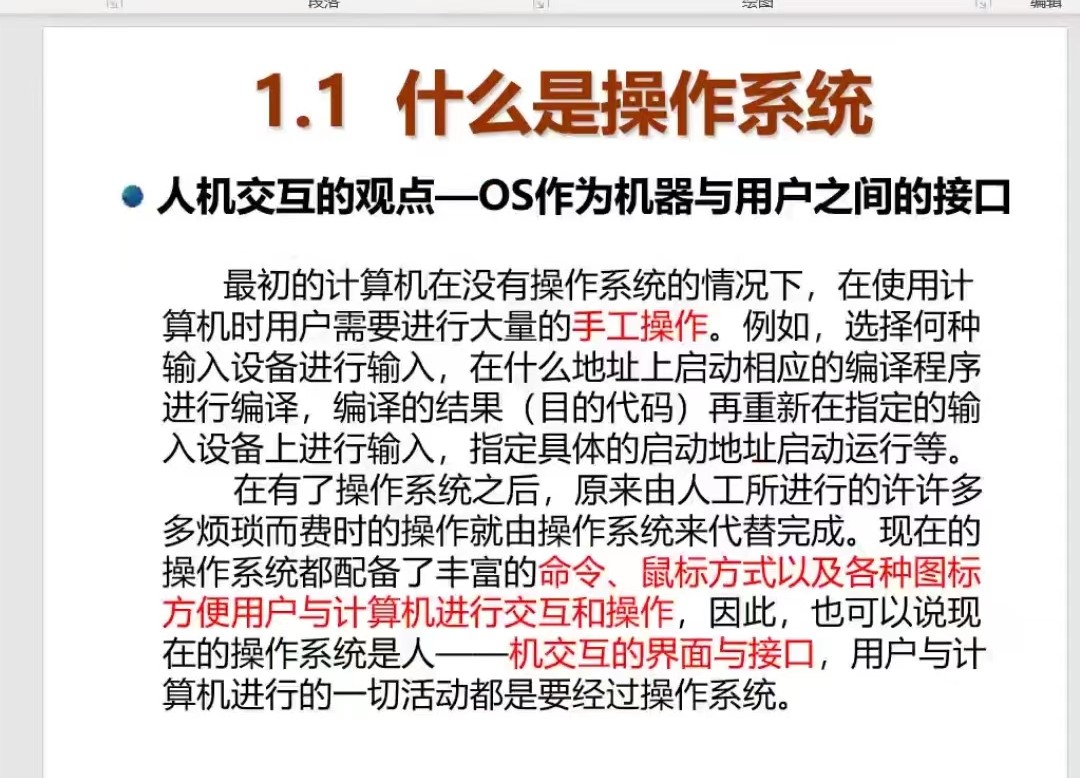 段落
绘图
编辑
1.1 什么是操作系统
人机交互的观点—OS作为机器与用户之间的接口
最初的计算机在没有操作系统的情况下，在使用计
算机时用户需要进行大量的手工操作。例如，选择何种
输入设备进行输入，在什么地址上启动相应的编译程序
进行编译，编译的结果（目的代码）再重新在指定的输
入设备上进行输入，指定具体的启动地址启动运行等。
在有了操作系统之后，原来由人工所进行的许许多
多烦琐而费时的操作就由操作系统来代替完成。现在的
操作系统都配备了丰富的命令、鼠标方式以及各种图标
方便用户与计算机进行交互和操作，因此，也可以说现
在的操作系统是人——机交互的界面与接口，用户与计
算机进行的一切活动都是要经过操作系统。